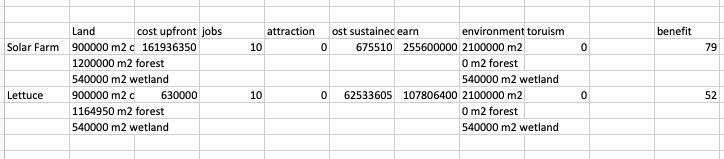 Land cost upfront jobs attraction ost sustained earn environment toruism benefit
Solar Farm 900000 m2 c 161936350 10 0 675510 255600000 2100000 m2 0 79
1200000 m2 forest 0 m2 forest
540000 m2 wetland 540000 m2 wetland
Lettuce 900000 m2 c 630000 10 0 62533605 107806400 2100000 m2 0 52
1164950 m2 forest 0 m2 forest
540000 m2 wetland 540000 m2 wetland